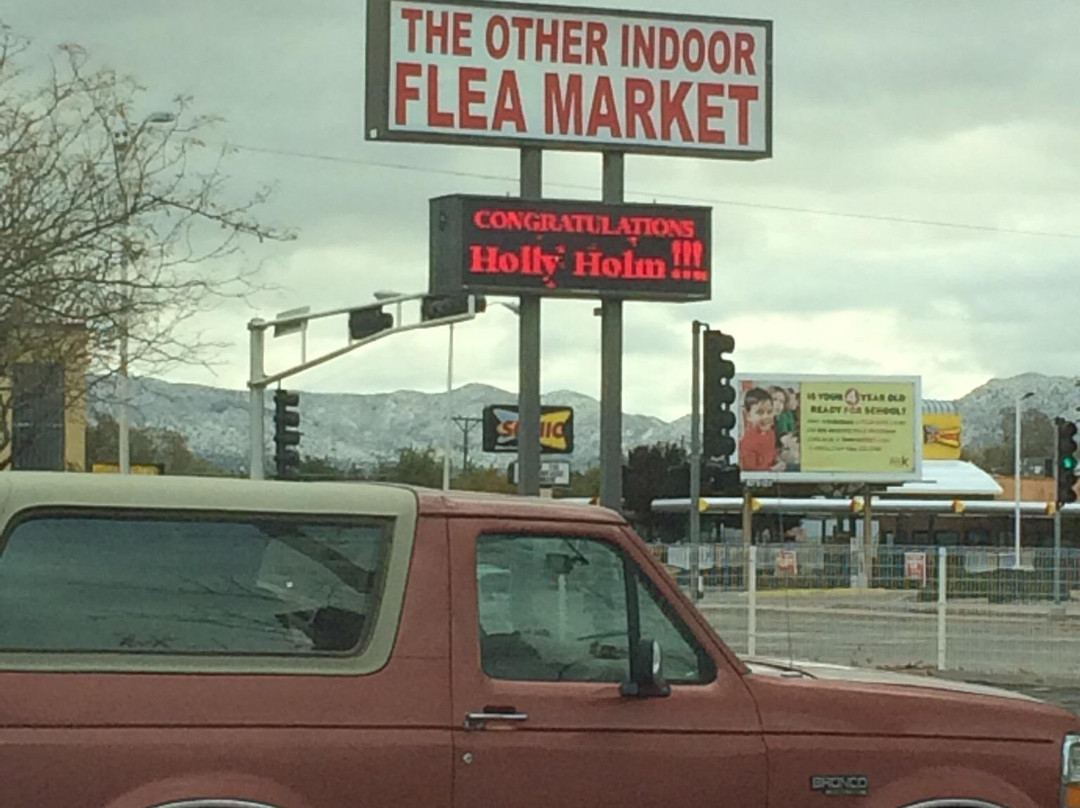 THE OTHER INDOOR
FLEA MARKET
CONGRATULATIONS
Holly Holm!!!
SONIC
IS YOUR 4 YEAR OLD
READY FOR SCHOOL?
BRONCO